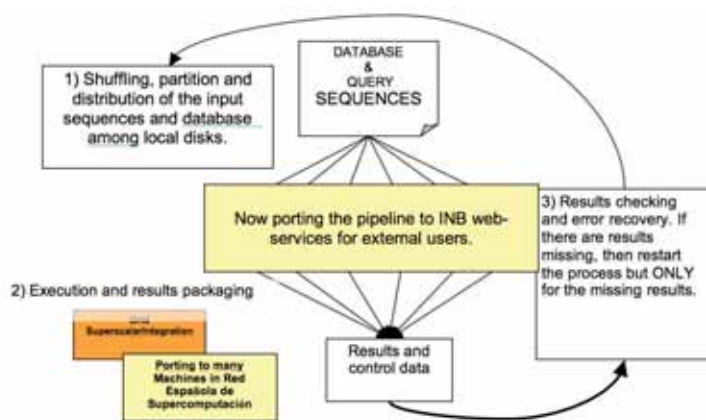 DATABASE
&
QUERY
SEQUENCES
1) Shuffling, partition and
distribution of the input
sequences and database
among local disks.
Now porting the pipeline to INB web-
services for external users.
3) Results checking
and error recovery. If
there are results
missing, then restart
the process but ONLY
for the missing results.
2) Execution and results packaging
SuperscalarIntegration
Porting to many
Machines in Red
Española de
Supercomputación
Results and
control data